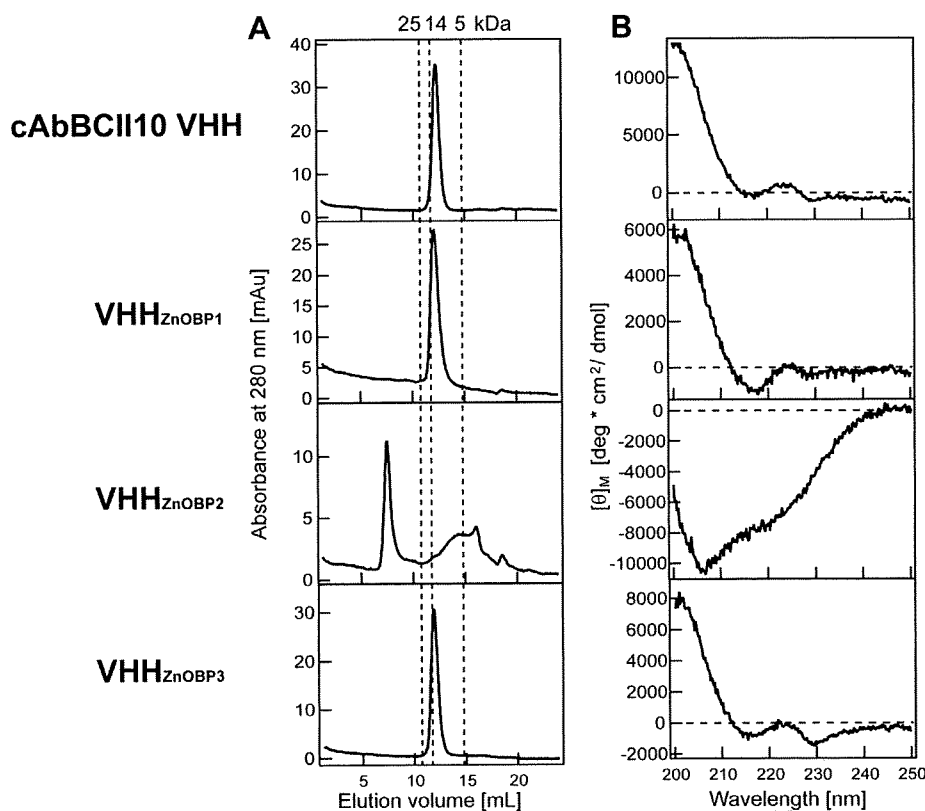 A
B
25 14 5 kDa
cAbBCII10 VHH
VHHZnOBP1
VHHZnOBP2
VHHZnOBP3
Absorbance at 280 nm [mAu]
40
30
20
10
0
25
20
15
10
5
0
10
5
0
30
20
10
0
5 10 15 20
Elution volume [mL]
[θ]M [deg * cm2/ dmol]
10000
5000
0
6000
4000
2000
0
0
-2000
-4000
-6000
-8000
-10000
8000
6000
4000
2000
0
-2000
200 210 220 230 240 250
Wavelength [nm]